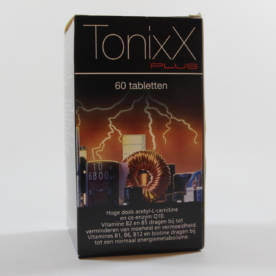 TonixX
PLUS
60 tabletten
6800
Hoge dosis acetyl-L-carnitine
en co-enzym Q10.
Vitamine B2 en B5 dragen bij tot
verminderen van moeheid en vermoeidheid.
Vitamines B1, B6, B12 en biotine dragen bij
tot een normaal energiemetabolisme.